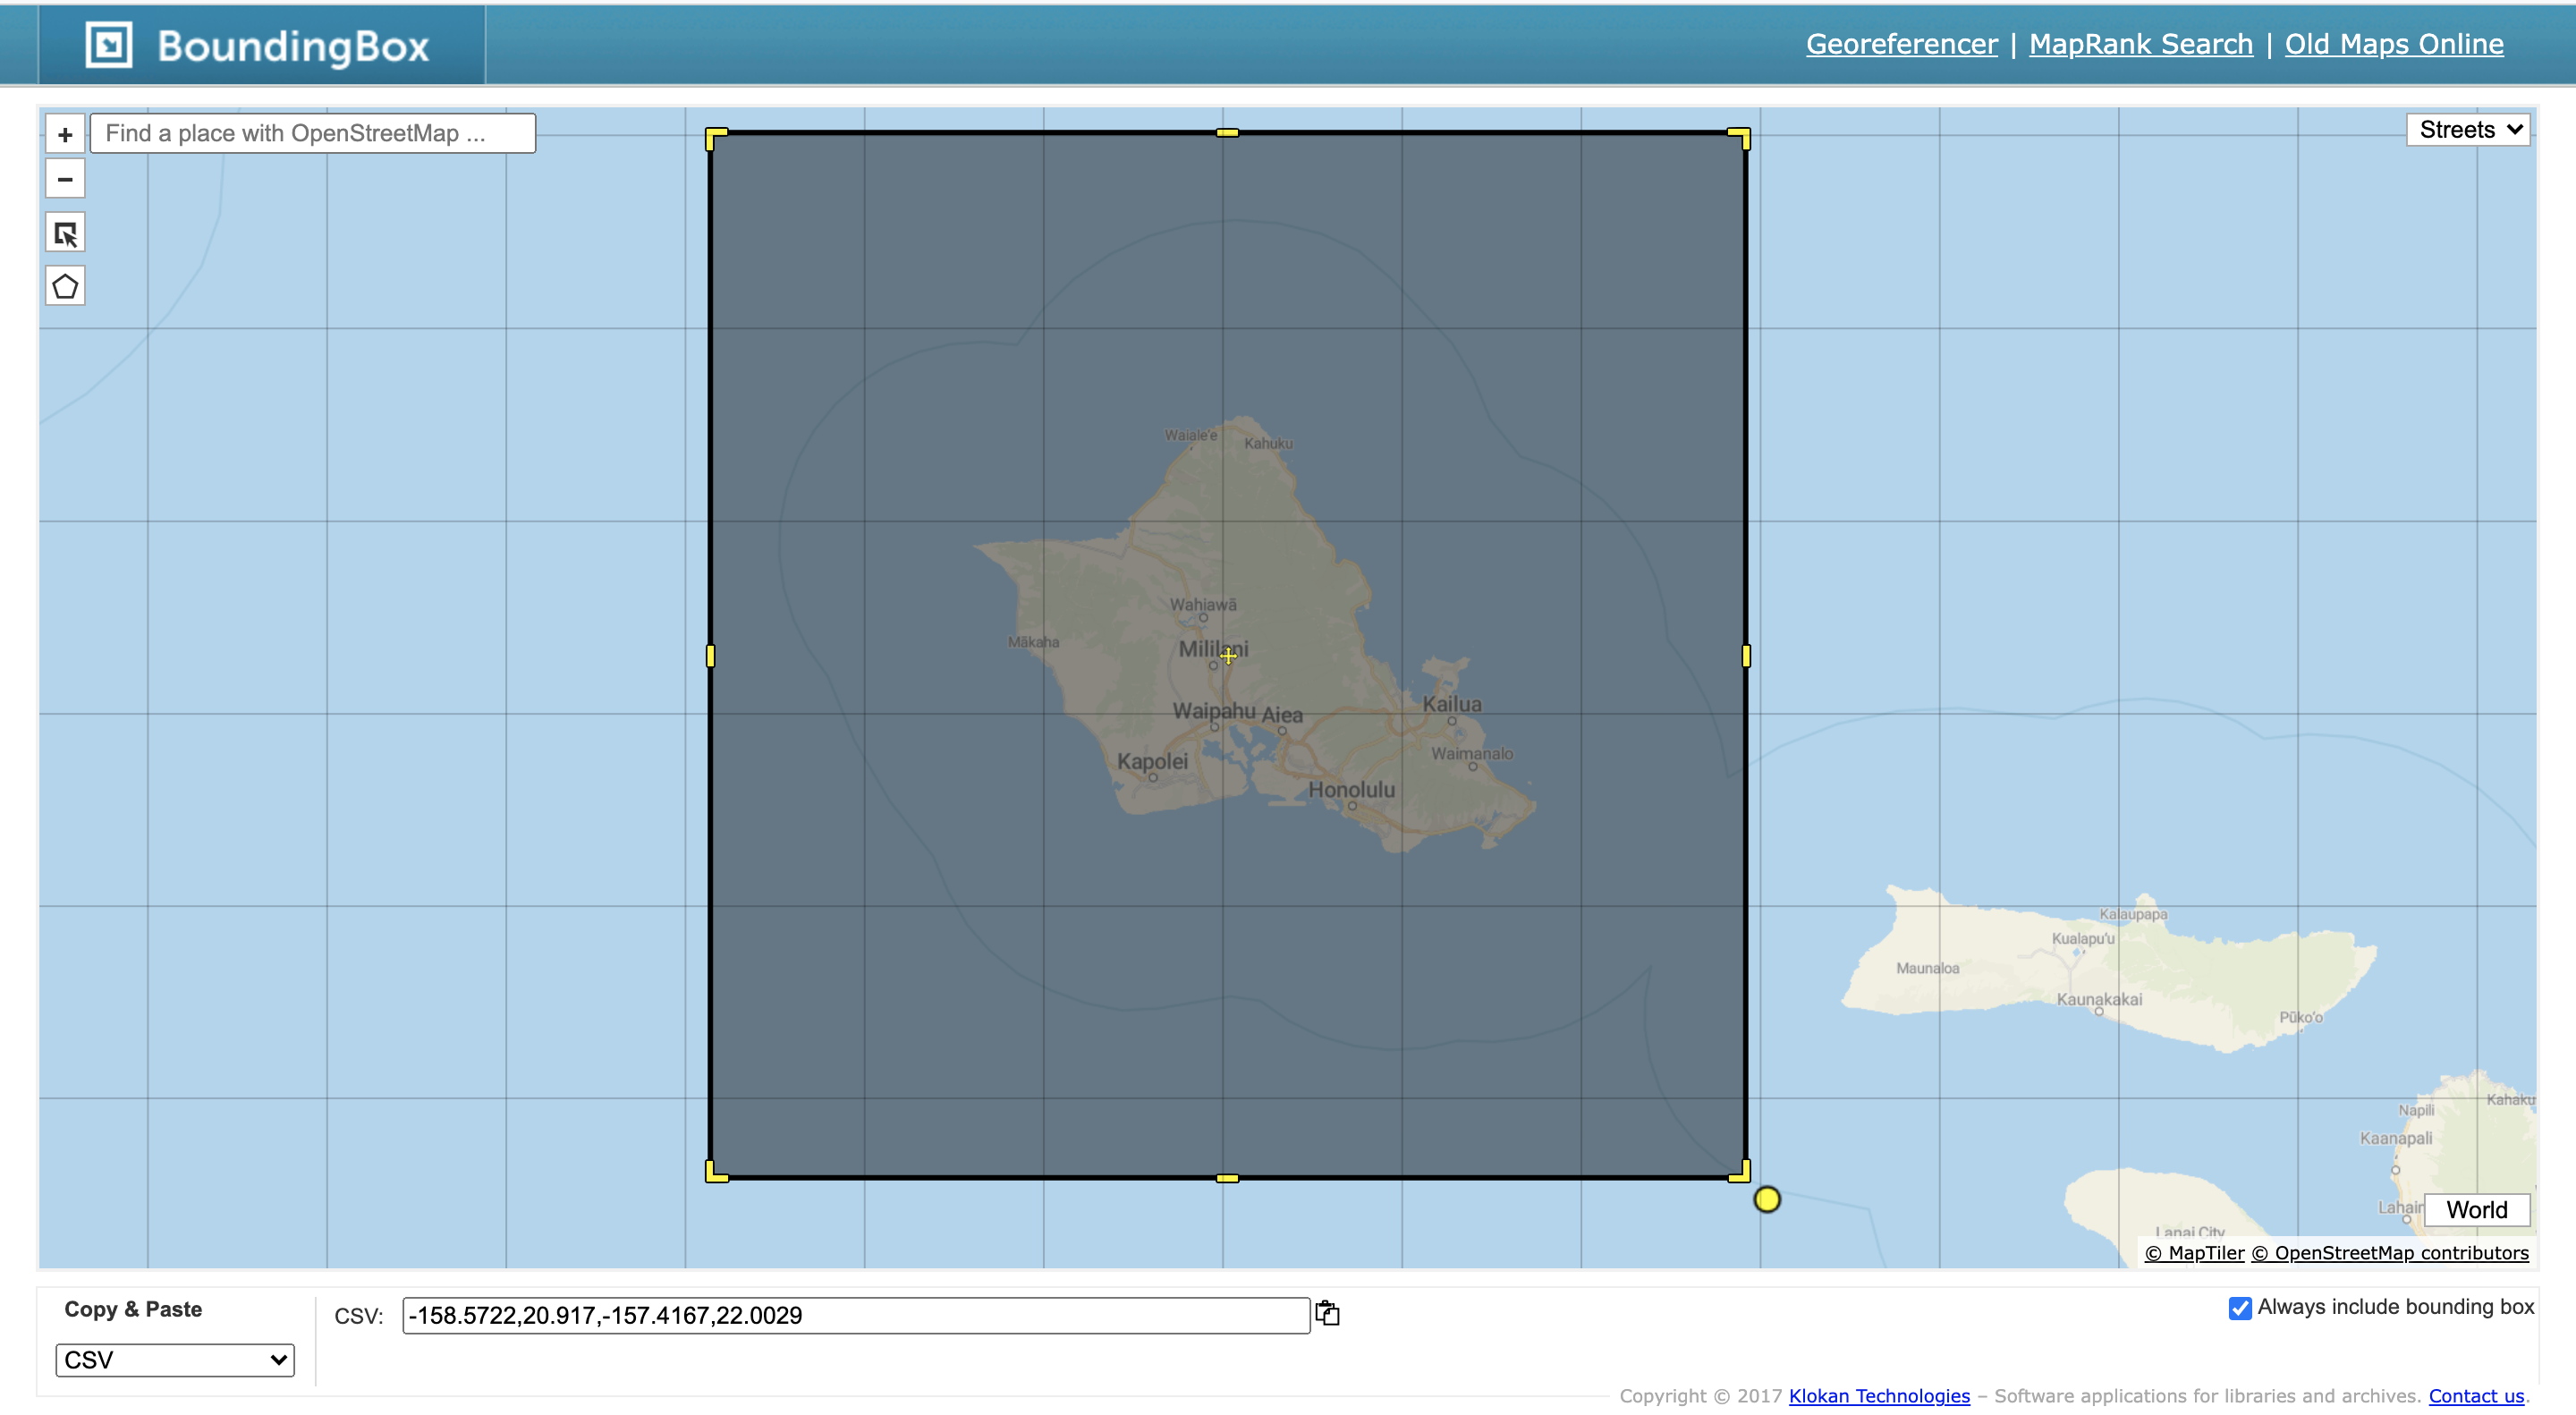 BoundingBox
Georeferencer | MapRank Search | Old Maps Online
+
Find a place with OpenStreetMap ...
Streets
−
Waiale'e
Kahuku
Wahiawā
Mākaha
Mililani
Kailua
Waipahu
Aiea
Waimanalo
Kapolei
Honolulu
Kalaupapa
Kualapu'u
Maunaloa
Kaunakakai
Pūko'o
Kahaku
Napili
Kaanapali
Lahain
World
Lanai City
© MapTiler © OpenStreetMap contributors
Copy & Paste
CSV: -158.5722,20.917,-157.4167,22.0029
Always include bounding box
CSV
Copyright © 2017 Klokan Technologies – Software applications for libraries and archives. Contact us.